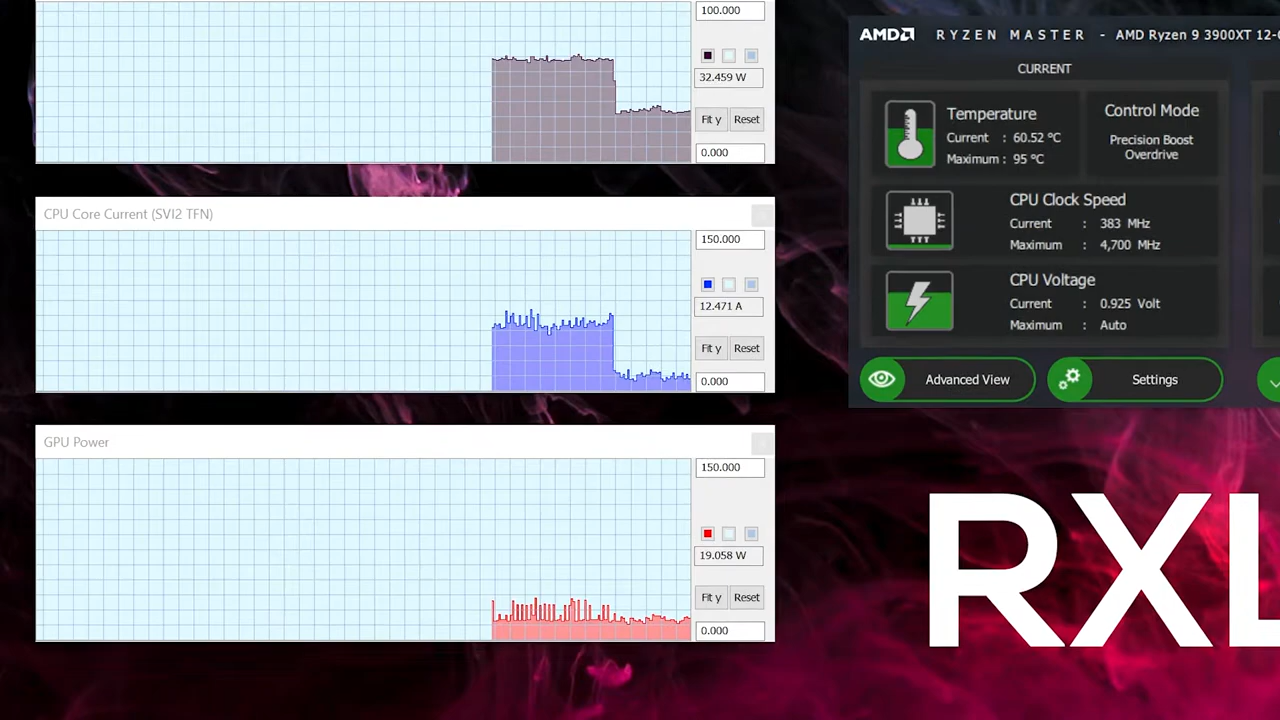 100.000
32.459 W
Fit y Reset
0.000
CPU Core Current (SVI2 TFN)
150.000
12.471 A
Fit y Reset
0.000
GPU Power
150.000
19.058 W
Fit y Reset
0.000
AMD RYZEN MASTER - AMD Ryzen 9 3900XT 12-
CURRENT
Temperature
Current : 60.52 °C
Maximum : 95 °C
Control Mode
Precision Boost
Overdrive
CPU Clock Speed
Current : 383 MHz
Maximum : 4,700 MHz
CPU Voltage
Current : 0.925 Volt
Maximum : Auto
Advanced View
Settings
RX